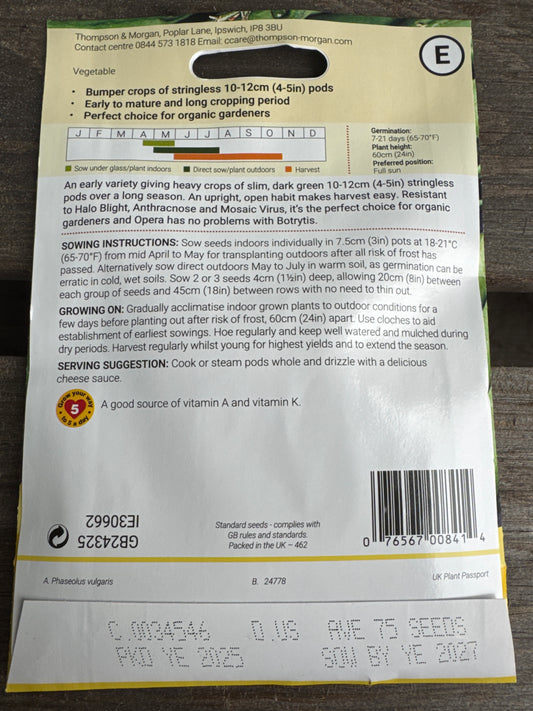 Thompson & Morgan, Poplar Lane, Ipswich, IP8 3BU
Contact centre 0844 573 1818 Email: ccare@thompson-morgan.com
E
Vegetable
• Bumper crops of stringless 10-12cm (4-5in) pods
• Early to mature and long cropping period
• Perfect choice for organic gardeners
J F M A M J J A S O N D
Sow under glass/plant indoors Direct sow/plant outdoors Harvest
Germination:
7-21 days (65-70°F)
Plant height:
60cm (24in)
Preferred position:
Full sun
An early variety giving heavy crops of slim, dark green 10-12cm (4-5in) stringless
pods over a long season. An upright, open habit makes harvest easy. Resistant
to Halo Blight, Anthracnose and Mosaic Virus, it's the perfect choice for organic
gardeners and Opera has no problems with Botrytis.
SOWING INSTRUCTIONS: Sow seeds indoors individually in 7.5cm (3in) pots at 18-21°C
(65-70°F) from mid April to May for transplanting outdoors after all risk of frost has
passed. Alternatively sow direct outdoors May to July in warm soil, as germination can be
erratic in cold, wet soils. Sow 2 or 3 seeds 4cm (1½in) deep, allowing 20cm (8in) between
each group of seeds and 45cm (18in) between rows with no need to thin out.
GROWING ON: Gradually acclimatise indoor grown plants to outdoor conditions for a
few days before planting out after risk of frost, 60cm (24in) apart. Use cloches to aid
establishment of earliest sowings. Hoe regularly and keep well watered and mulched during
dry periods. Harvest regularly whilst young for highest yields and to extend the season.
SERVING SUGGESTION: Cook or steam pods whole and drizzle with a delicious
cheese sauce.
Grow your way
5
to 5 a day
A good source of vitamin A and vitamin K.
GB24325
IE30662
Standard seeds - complies with
GB rules and standards.
Packed in the UK – 462
0 76567 00841 4
A. Phaseolus vulgaris B. 24778 UK Plant Passport
C.0034546 D.US AVE 75 SEEDS
PKD YE 2025 SOW BY YE 2027